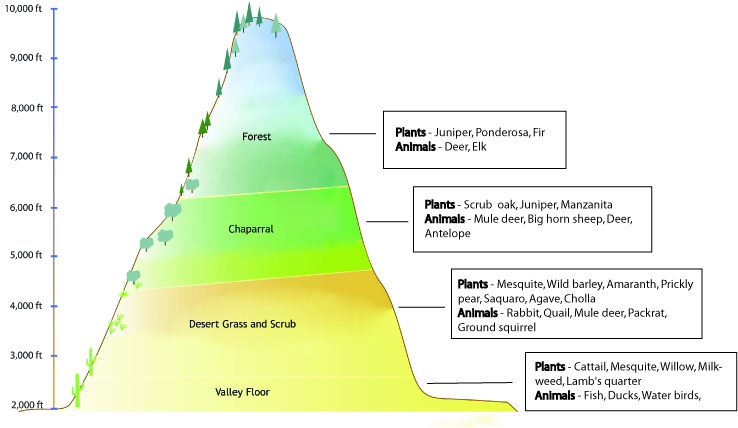 10,000 ft
9,000 ft
8,000 ft
7,000 ft
6,000 ft
5,000 ft
4,000 ft
3,000 ft
2,000 ft
Forest
Chaparral
Desert Grass and Scrub
Valley Floor
Plants - Juniper, Ponderosa, Fir
Animals - Deer, Elk
Plants - Scrub oak, Juniper, Manzanita
Animals - Mule deer, Big horn sheep, Deer,
Antelope
Plants - Mesquite, Wild barley, Amaranth, Prickly
pear, Saquaro, Agave, Cholla
Animals - Rabbit, Quail, Mule deer, Packrat,
Ground squirrel
Plants - Cattail, Mesquite, Willow, Milk-
weed, Lamb's quarter
Animals - Fish, Ducks, Water birds,